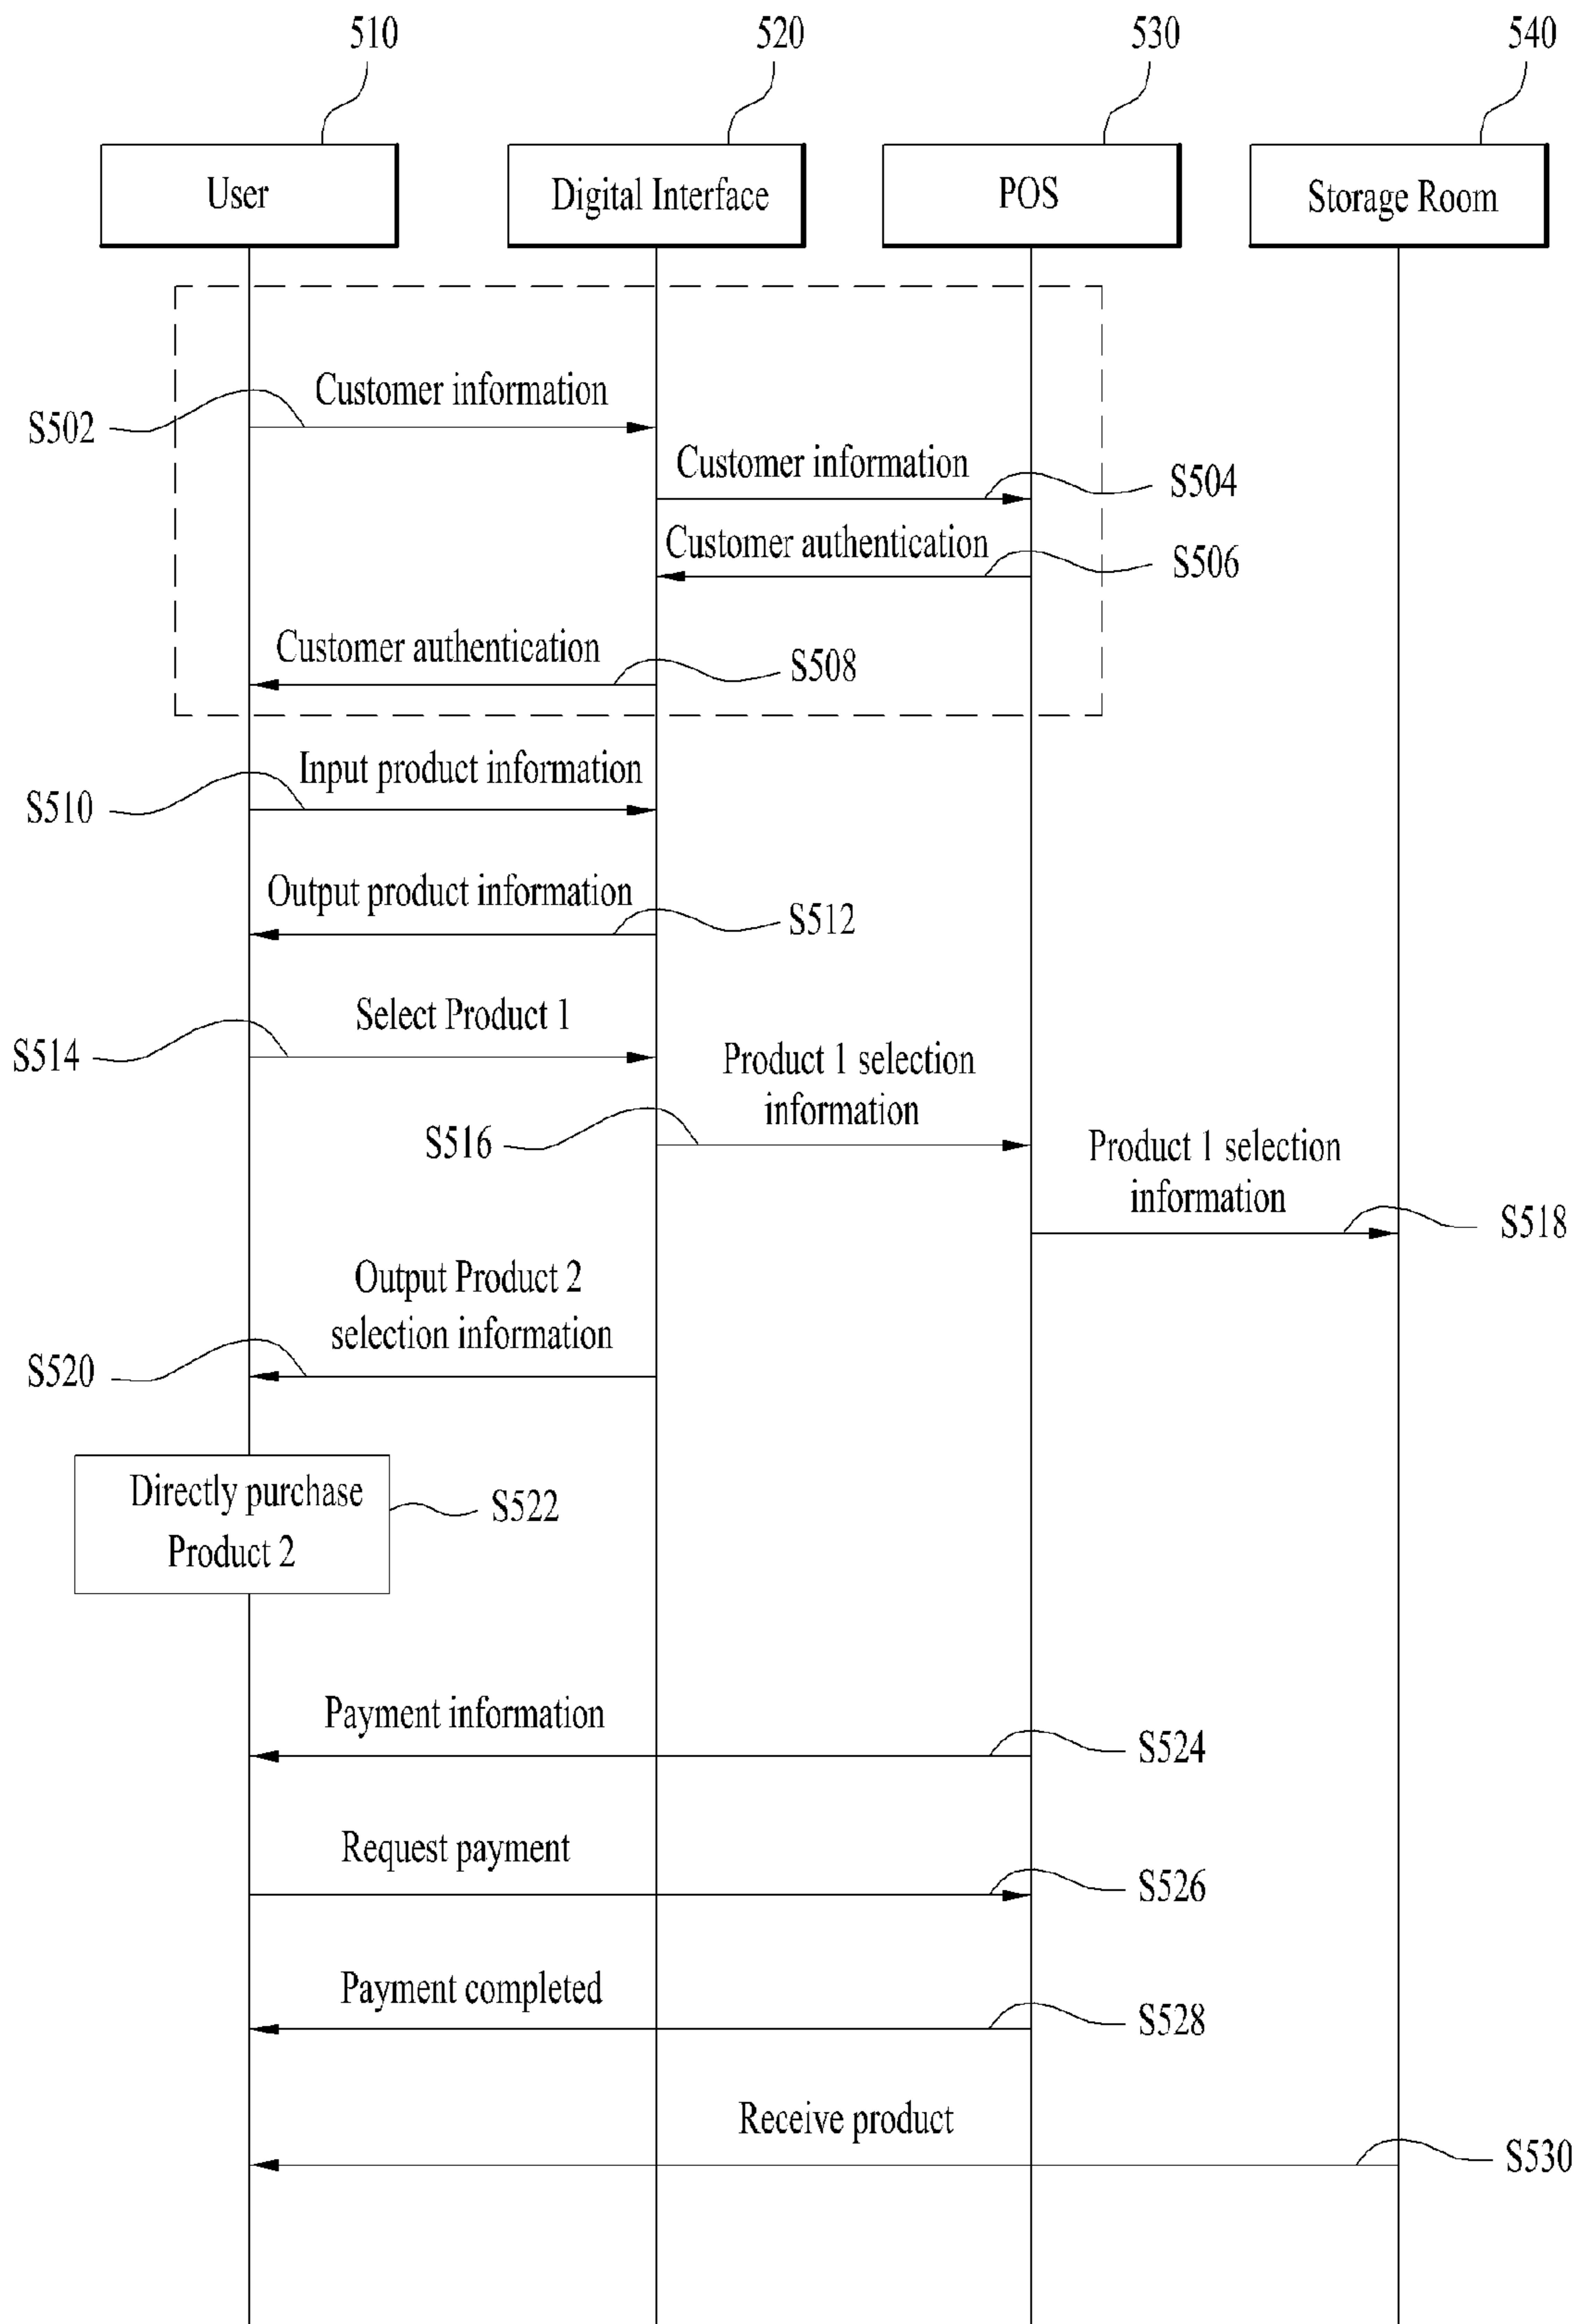 510
520
530
540
User
Digital Interface
POS
Storage Room
Customer information
S502
Customer information
S504
Customer authentication
S506
Customer authentication
S508
Input product information
S510
Output product information
S512
Select Product 1
S514
Product 1 selection
information
S516
Product 1 selection
information
S518
Output Product 2
selection information
S520
Directly purchase
Product 2
S522
Payment information
S524
Request payment
S526
Payment completed
S528
Receive product
S530